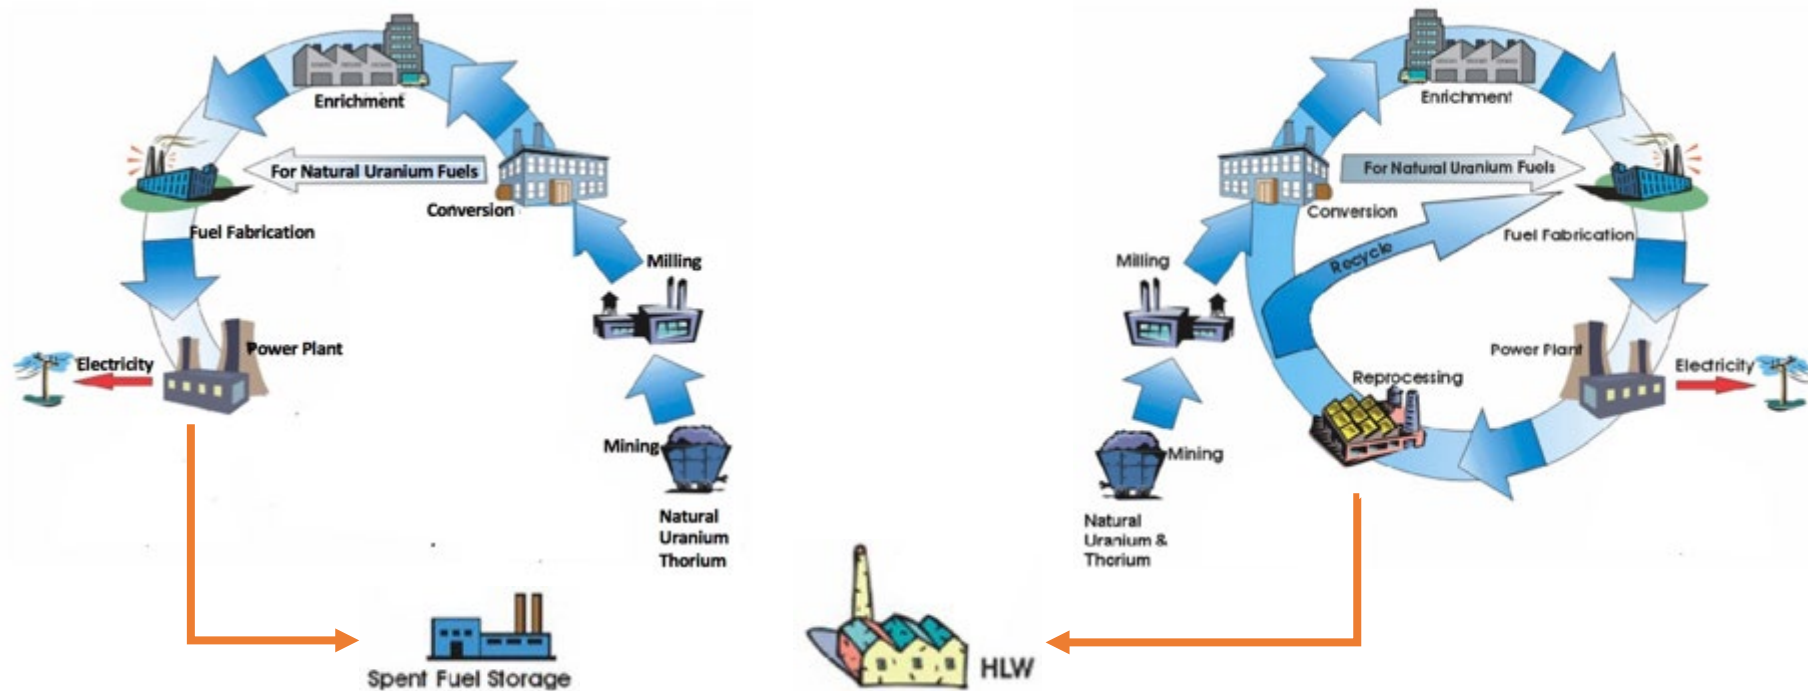 Enrichment
For Natural Uranium Fuels
Conversion
Fuel Fabrication
Milling
Power Plant
Electricity
Mining
Natural
Uranium
Thorium
Spent Fuel Storage
Enrichment
For Natural Uranium Fuels
Conversion
Fuel Fabrication
Recycle
Milling
Power Plant
Electricity
Reprocessing
Mining
Natural
Uranium &
Thorium
HLW